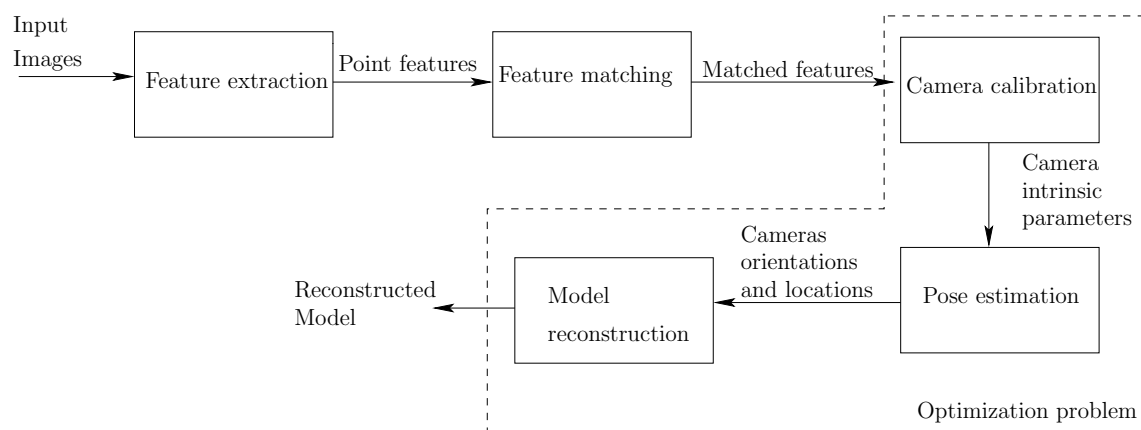 Input
Images
Feature extraction
Point features
Feature matching
Matched features
Camera calibration
Camera
intrinsic
parameters
Pose estimation
Cameras
orientations
and locations
Model
reconstruction
Reconstructed
Model
Optimization problem